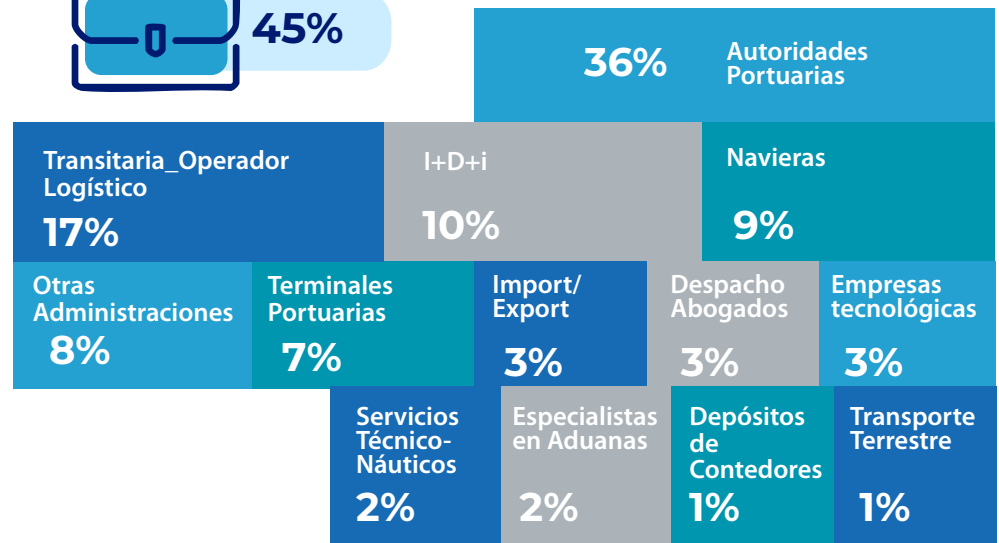 45%
36%
Autoridades
Portuarias
Transitaria_Operador
Logístico
17%
I+D+i
10%
Navieras
9%
Otras
Administraciones
8%
Terminales
Portuarias
7%
Import/
Export
3%
Despacho
Abogados
3%
Empresas
tecnológicas
3%
Servicios
Técnico-
Náuticos
2%
Especialistas
en Aduanas
2%
Depósitos
de
Contedores
1%
Transporte
Terrestre
1%